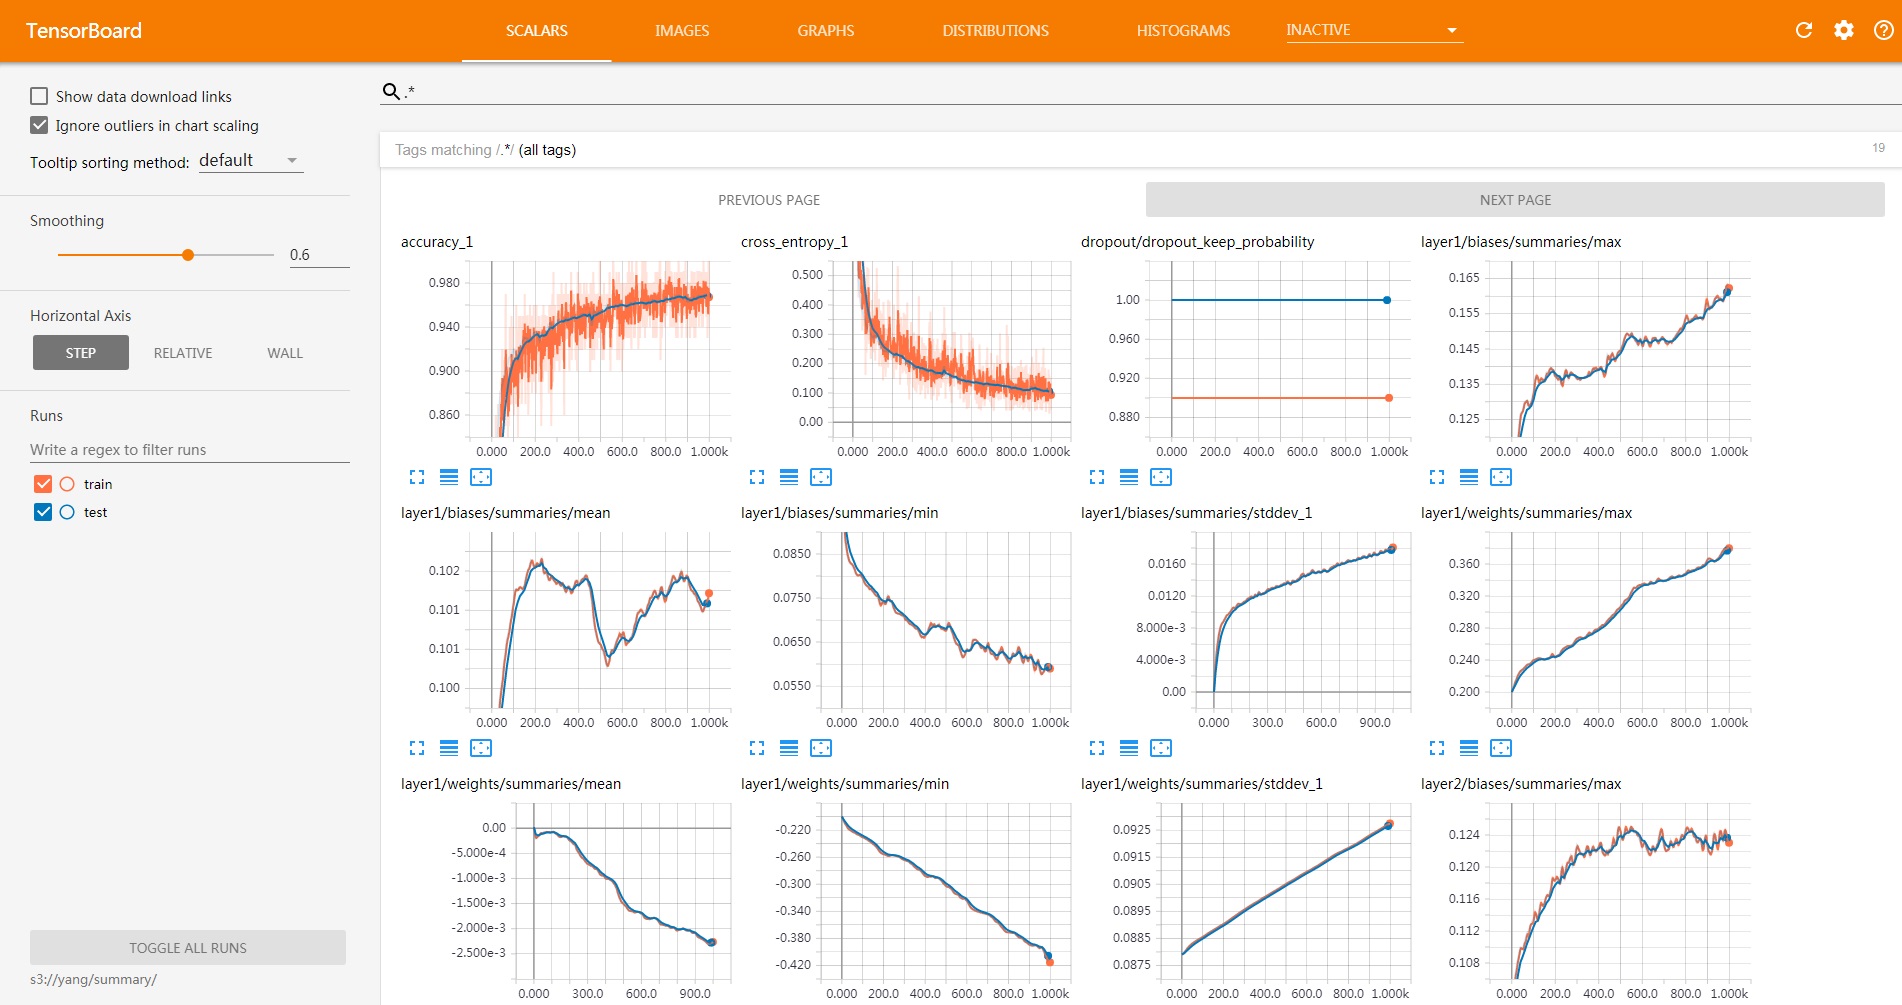 TensorBoard
SCALARS IMAGES GRAPHS DISTRIBUTIONS HISTOGRAMS INACTIVE
Show data download links
Ignore outliers in chart scaling
Tooltip sorting method: default
Smoothing
0.6
Horizontal Axis
STEP RELATIVE WALL
Runs
Write a regex to filter runs
train
test
TOGGLE ALL RUNS
s3://yang/summary/
.*
Tags matching /.*/ (all tags) 19
PREVIOUS PAGE NEXT PAGE
accuracy_1
0.980
0.940
0.900
0.860
0.000 200.0 400.0 600.0 800.0 1.000k
cross_entropy_1
0.500
0.400
0.300
0.200
0.100
0.00
0.000 200.0 400.0 600.0 800.0 1.000k
dropout/dropout_keep_probability
1.00
0.960
0.920
0.880
0.000 200.0 400.0 600.0 800.0 1.000k
layer1/biases/summaries/max
0.165
0.155
0.145
0.135
0.125
0.000 200.0 400.0 600.0 800.0 1.000k
layer1/biases/summaries/mean
0.102
0.101
0.101
0.100
0.000 200.0 400.0 600.0 800.0 1.000k
layer1/biases/summaries/min
0.0850
0.0750
0.0650
0.0550
0.000 200.0 400.0 600.0 800.0 1.000k
layer1/biases/summaries/stddev_1
0.0160
0.0120
8.000e-3
4.000e-3
0.00
0.000 300.0 600.0 900.0
layer1/weights/summaries/max
0.360
0.320
0.280
0.240
0.200
0.000 200.0 400.0 600.0 800.0 1.000k
layer1/weights/summaries/mean
0.00
-5.000e-4
-1.000e-3
-1.500e-3
-2.000e-3
-2.500e-3
0.000 300.0 600.0 900.0
layer1/weights/summaries/min
-0.220
-0.260
-0.300
-0.340
-0.380
-0.420
0.000 200.0 400.0 600.0 800.0 1.000k
layer1/weights/summaries/stddev_1
0.0925
0.0915
0.0905
0.0895
0.0885
0.0875
0.000 200.0 400.0 600.0 800.0 1.000k
layer2/biases/summaries/max
0.124
0.120
0.116
0.112
0.108
0.000 200.0 400.0 600.0 800.0 1.000k